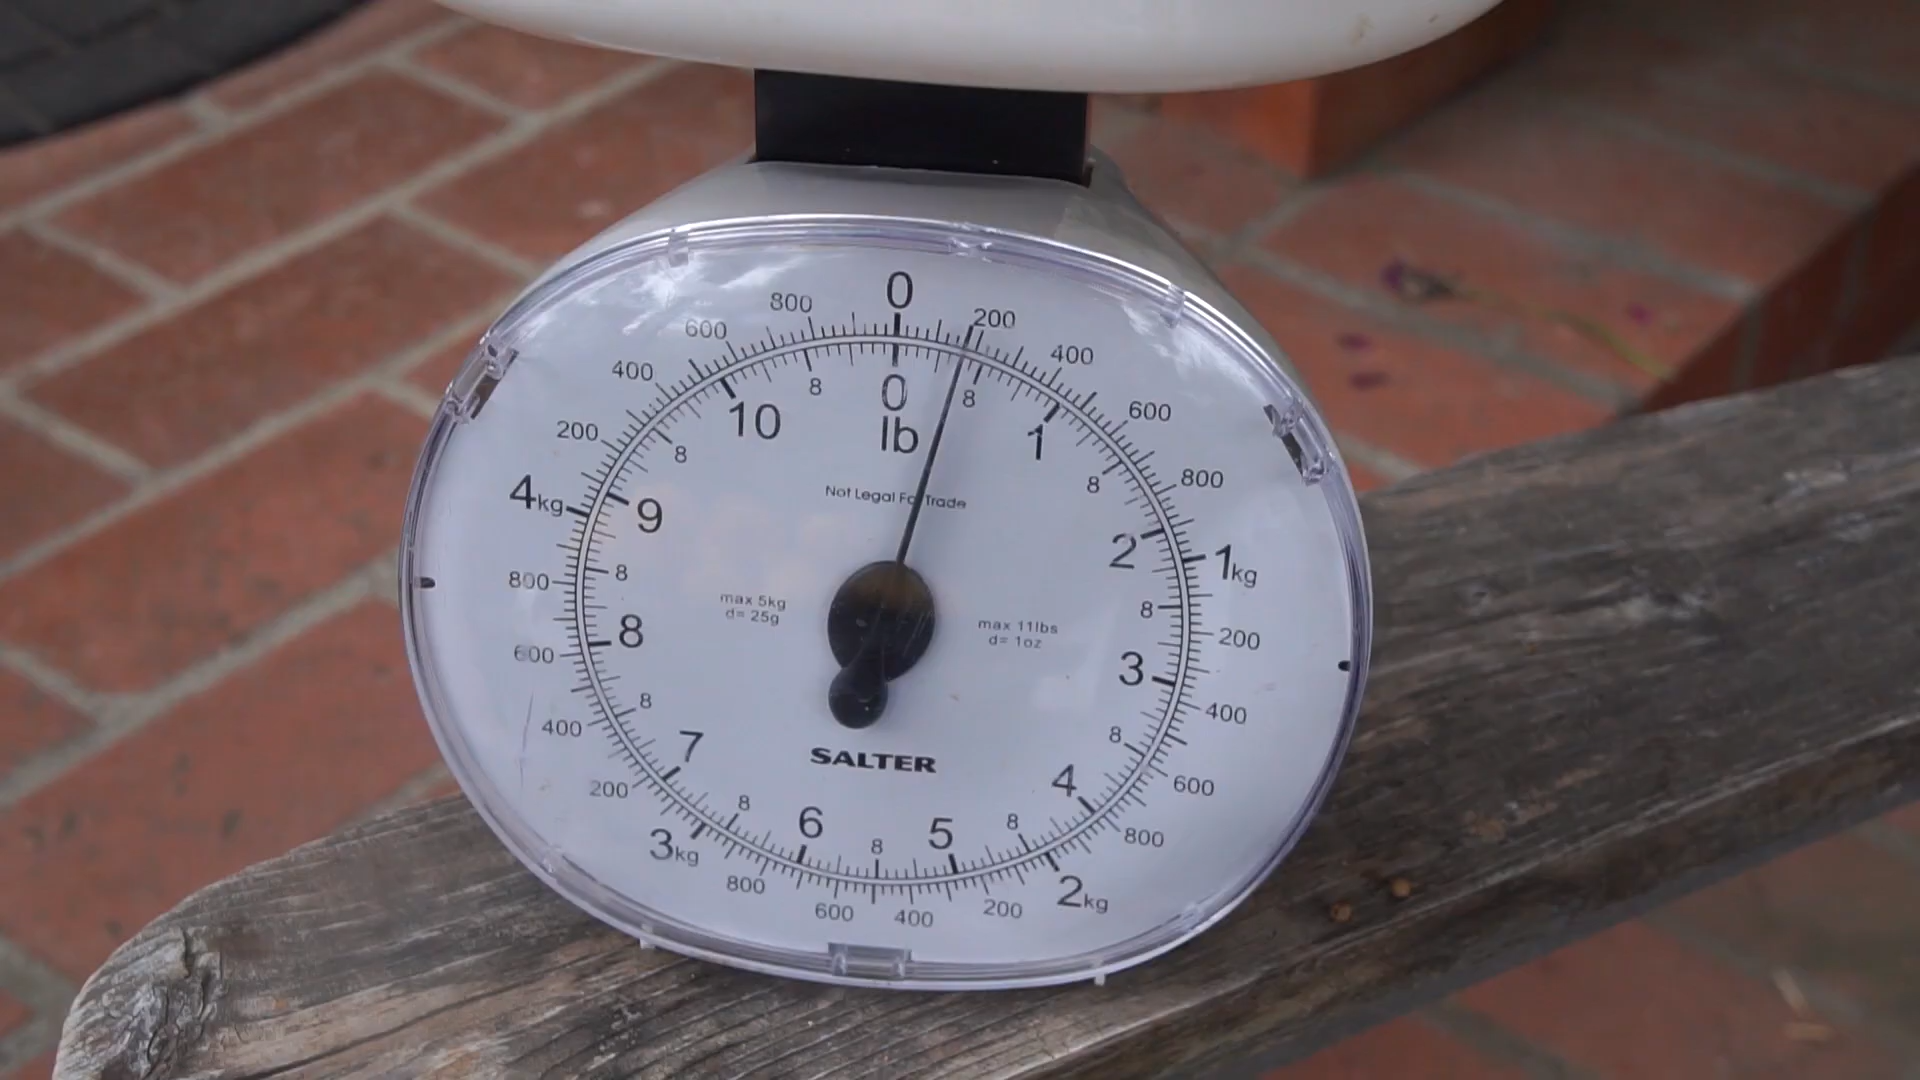 0
800 200
600 400
400 8 0 8 600
10 lb 1
200 8 8 800
4kg 9 Not Legal For Trade 2 1kg
800 8 max 5kg max 11lbs 8 200
d= 25g d= 1oz
600 8 3 400
400 8 8
7 SALTER 4 600
200 8 6 8 5 8 800
3kg 2kg
800 600 400 200